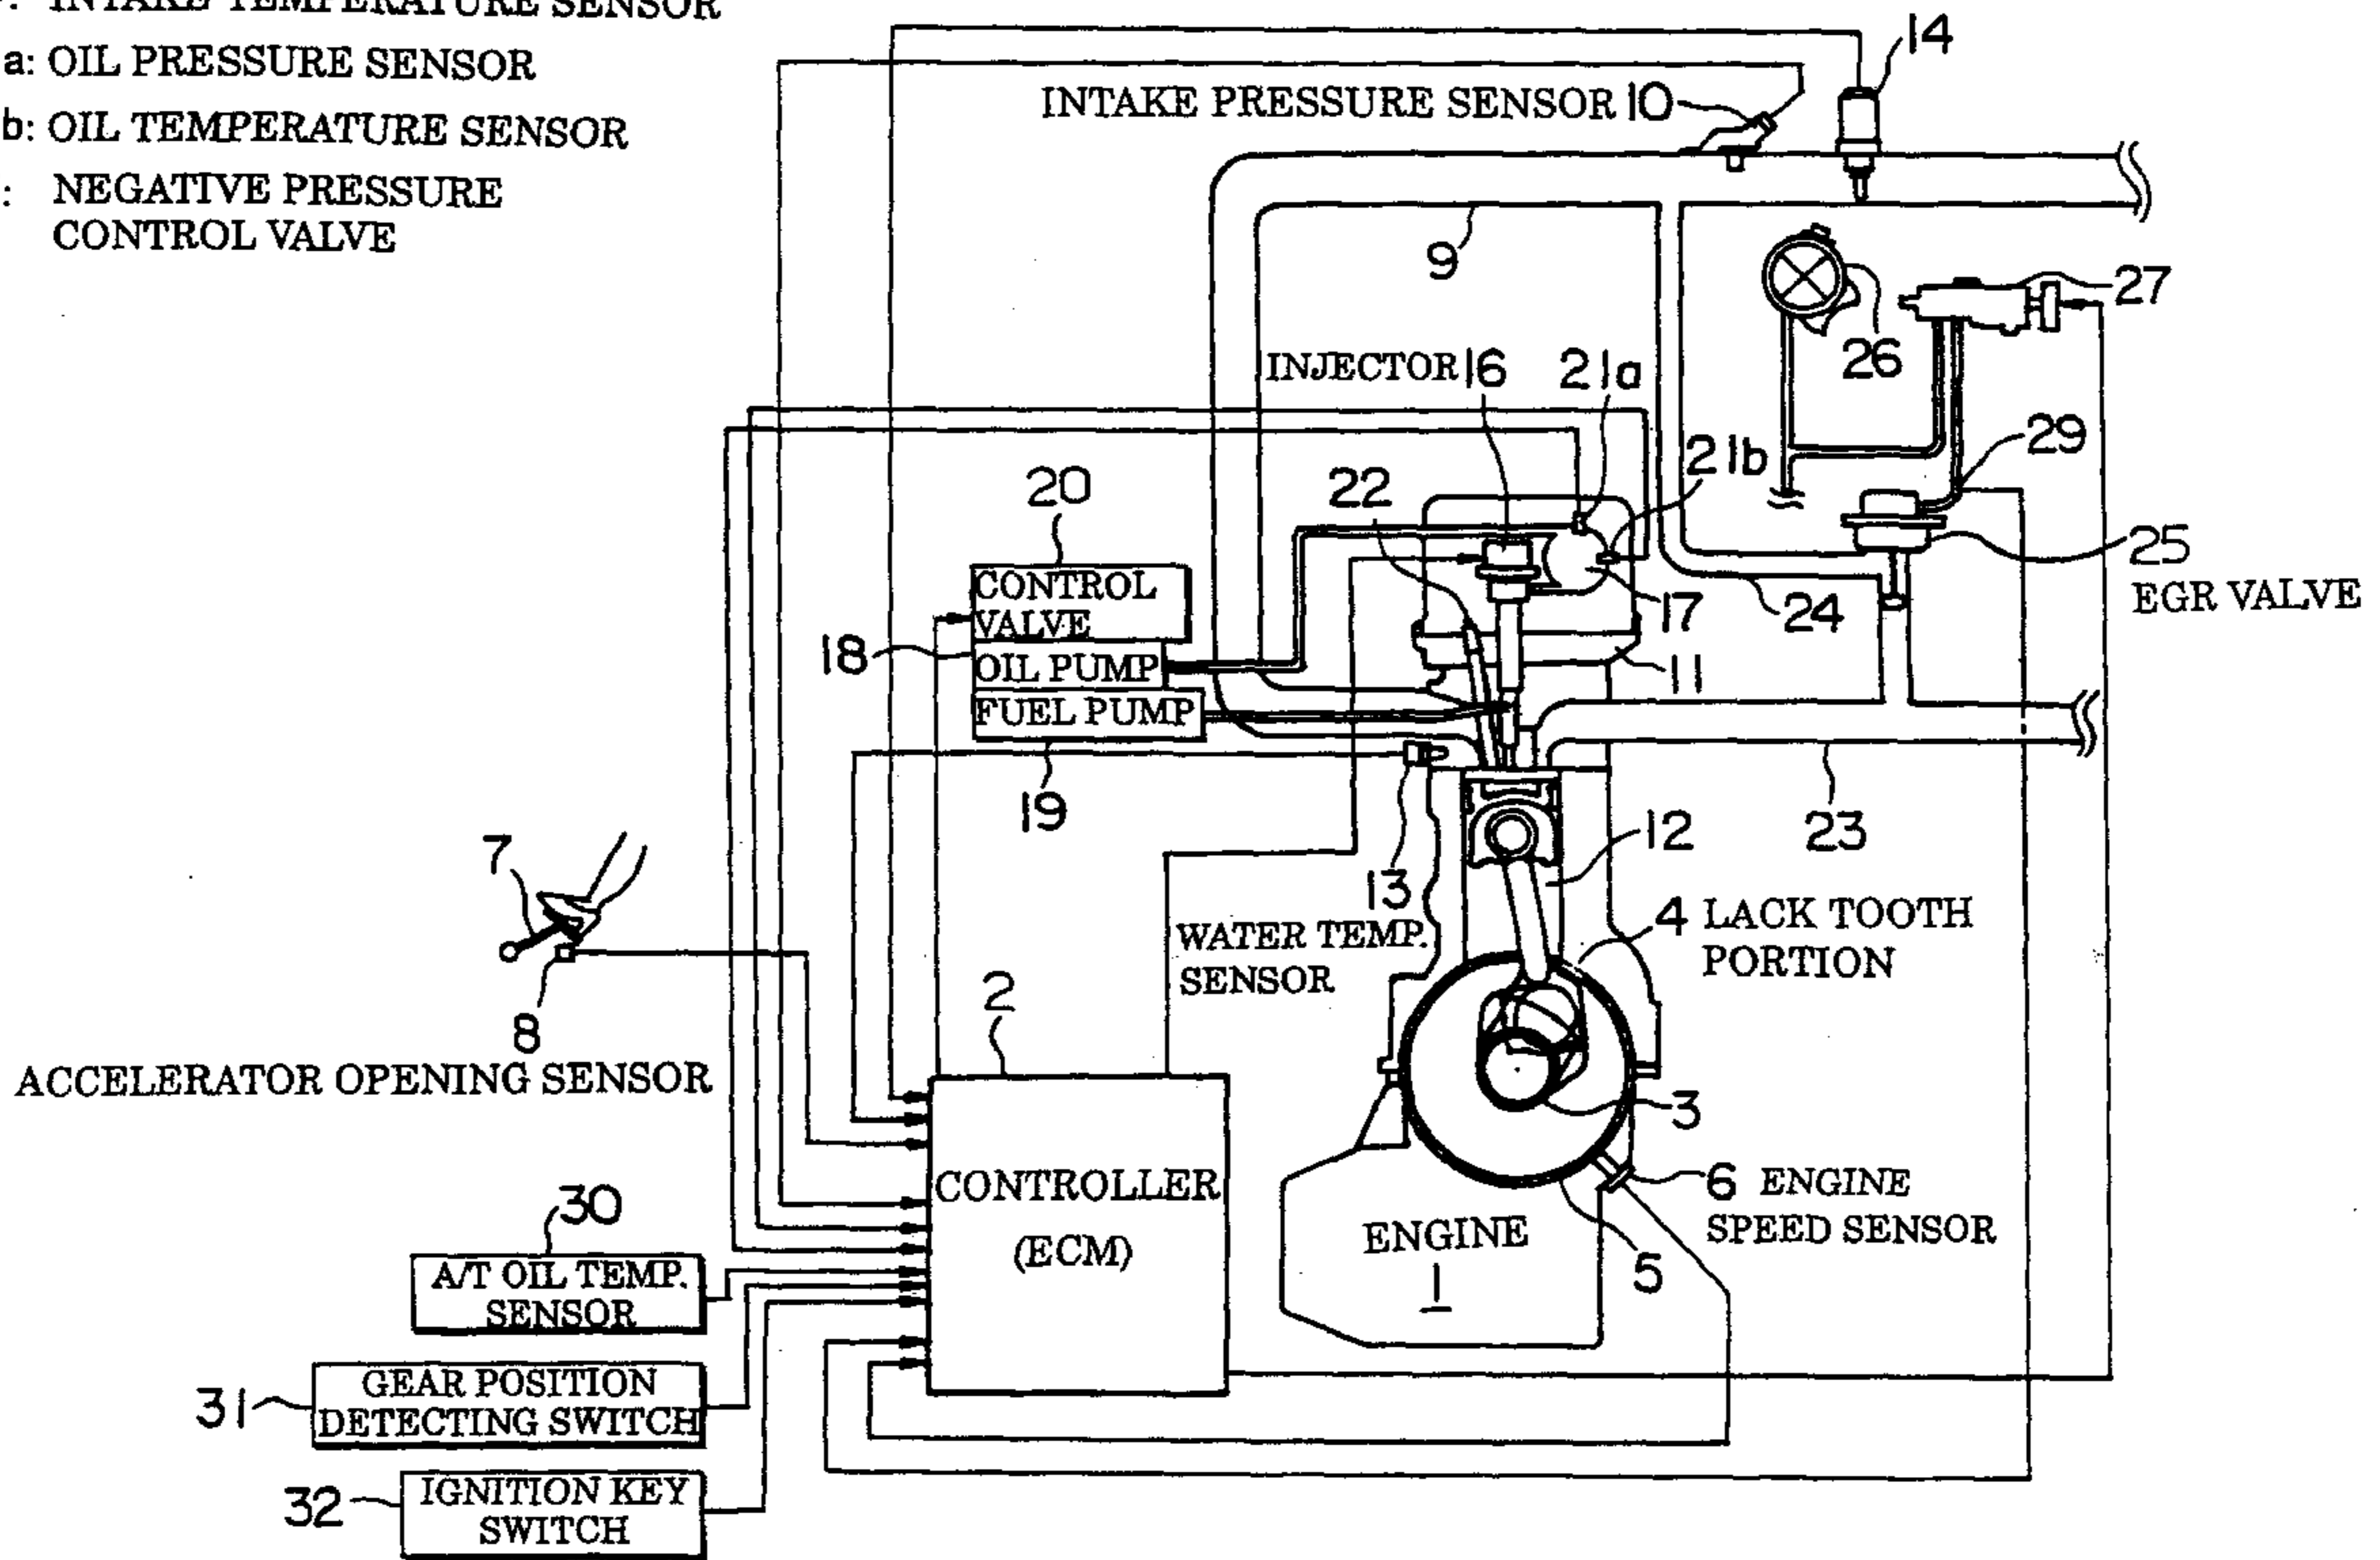 : INTAKE TEMPERATURE SENSOR
a: OIL PRESSURE SENSOR
b: OIL TEMPERATURE SENSOR
: NEGATIVE PRESSURE
CONTROL VALVE
14
INTAKE PRESSURE SENSOR 10
9
27
26
INJECTOR 16
21a
29
21b
20
22
25
EGR VALVE
CONTROL
VALVE
17
24
18
OIL PUMP
11
FUEL PUMP
19
23
12
7
13
4 LACK TOOTH
PORTION
WATER TEMP.
SENSOR
2
8
ACCELERATOR OPENING SENSOR
3
CONTROLLER
(ECM)
6 ENGINE
SPEED SENSOR
30
ENGINE
1
5
A/T OIL TEMP.
SENSOR
31
GEAR POSITION
DETECTING SWITCH
32
IGNITION KEY
SWITCH